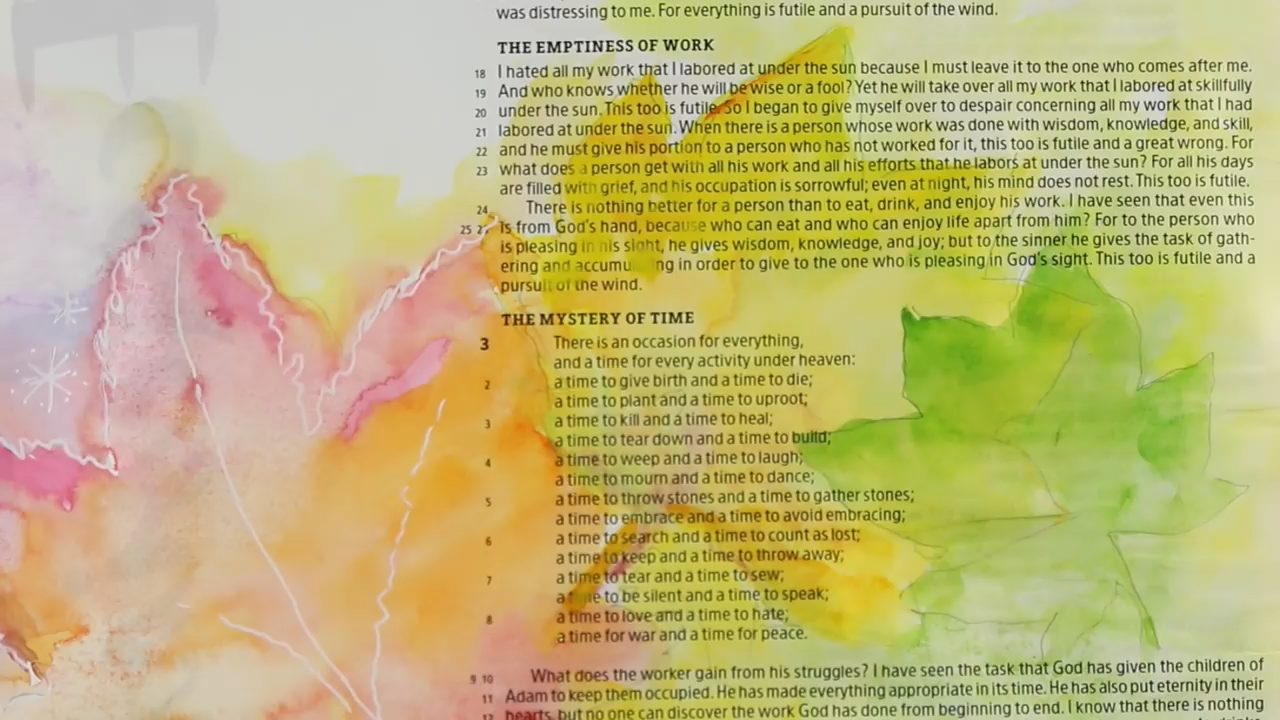 was distressing to me. For everything is futile and a pursuit of the wind.
THE EMPTINESS OF WORK
18 I hated all my work that I labored at under the sun because I must leave it to the one who comes after me.
19 And who knows whether he will be wise or a fool? Yet he will take over all my work that I labored at skillfully
20 under the sun. This too is futile. So I began to give myself over to despair concerning all my work that I had
21 labored at under the sun. When there is a person whose work was done with wisdom, knowledge, and skill,
22 and he must give his portion to a person who has not worked for it, this too is futile and a great wrong. For
23 what does a person get with all his work and all his efforts that he labors at under the sun? For all his days
are filled with grief, and his occupation is sorrowful; even at night, his mind does not rest. This too is futile.
24 There is nothing better for a person than to eat, drink, and enjoy his work. I have seen that even this
25 is from God's hand, because who can eat and who can enjoy life apart from him? For to the person who
is pleasing in his sight, he gives wisdom, knowledge, and joy; but to the sinner he gives the task of gath-
ering and accumulating in order to give to the one who is pleasing in God's sight. This too is futile and a
pursuit of the wind.
THE MYSTERY OF TIME
3 There is an occasion for everything,
and a time for every activity under heaven:
2 a time to give birth and a time to die;
a time to plant and a time to uproot;
3 a time to kill and a time to heal;
a time to tear down and a time to build;
4 a time to weep and a time to laugh;
a time to mourn and a time to dance;
5 a time to throw stones and a time to gather stones;
a time to embrace and a time to avoid embracing;
6 a time to search and a time to count as lost;
a time to keep and a time to throw away;
7 a time to tear and a time to sew;
a time to be silent and a time to speak;
8 a time to love and a time to hate;
a time for war and a time for peace.
9 10 What does the worker gain from his struggles? I have seen the task that God has given the children of
11 Adam to keep them occupied. He has made everything appropriate in its time. He has also put eternity in their
12 hearts, but no one can discover the work God has done from beginning to end. I know that there is nothing